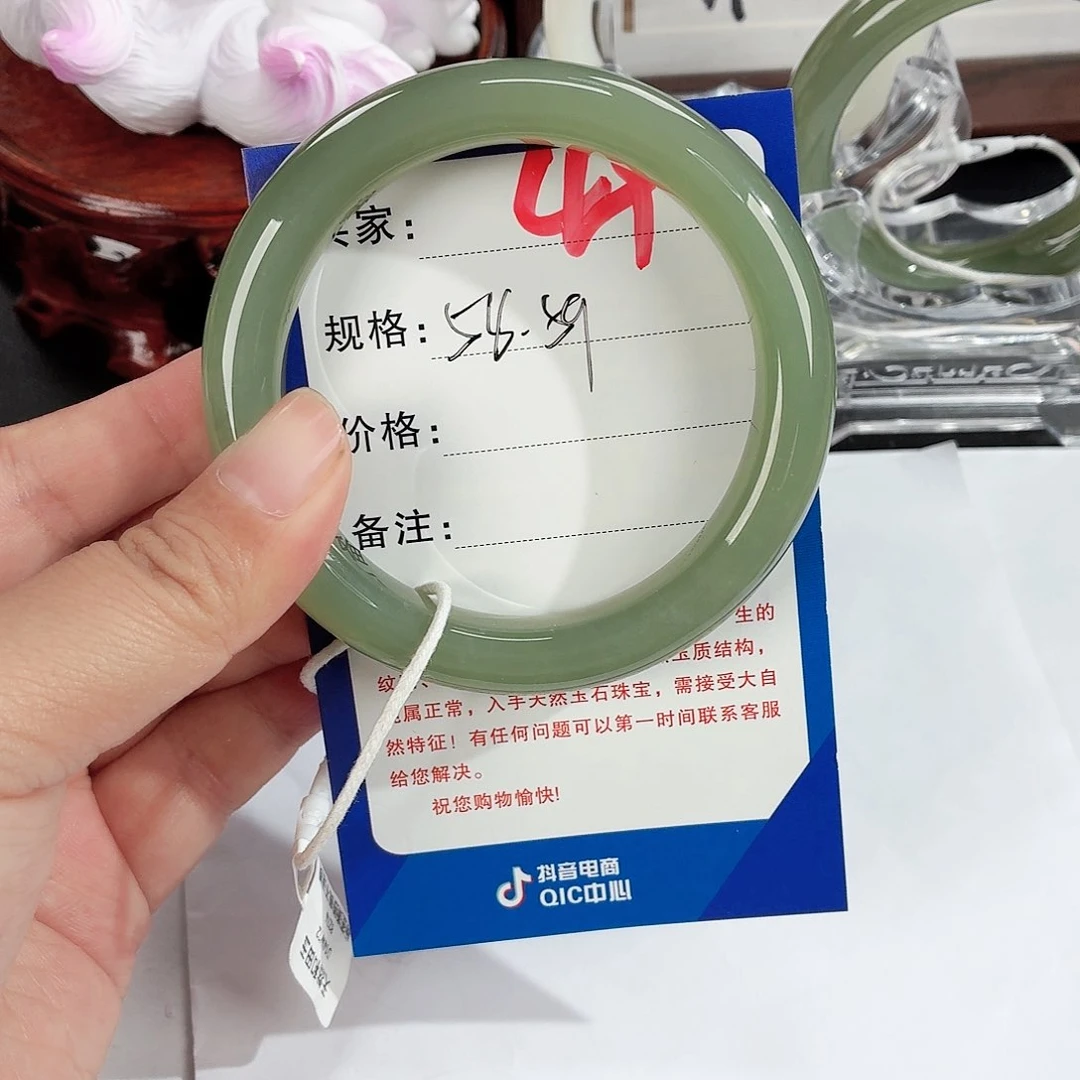 家：
规格：58-59
价格：
备注：
生的
玉质结构，
纹、
属正常，入手天然玉石珠宝，需接受大自
然特征！有任何问题可以第一时间联系客服
给您解决。
祝您购物愉快!
抖音电商
QIC中心